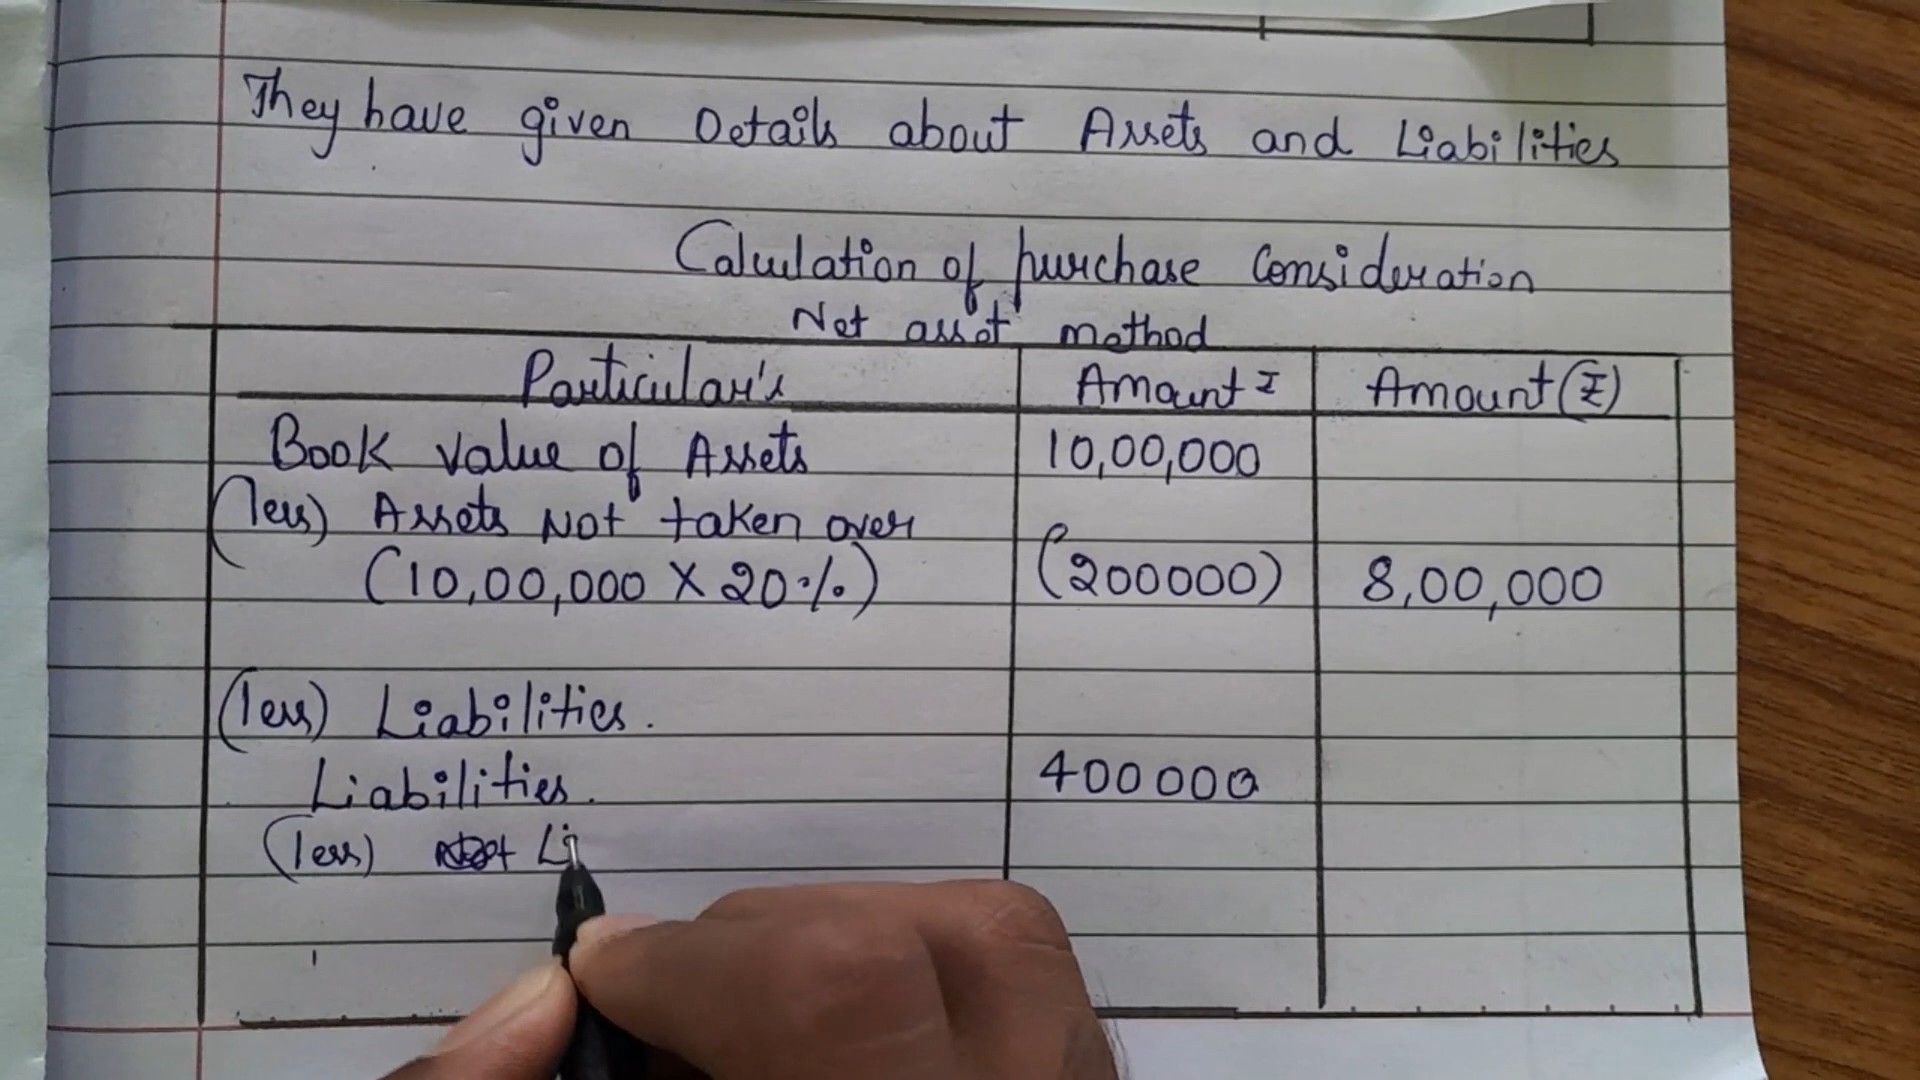 They have given Details about Assets and Liabilities
Calculation of purchase Consideration
Net asset method
Particular's Amount ₹ Amount (₹)
Book Value of Assets 10,00,000
(less) Assets Not taken over
(10,00,000 X 20%) (200000) 8,00,000
(less) Liabilities.
Liabilities. 400000
(less) Li